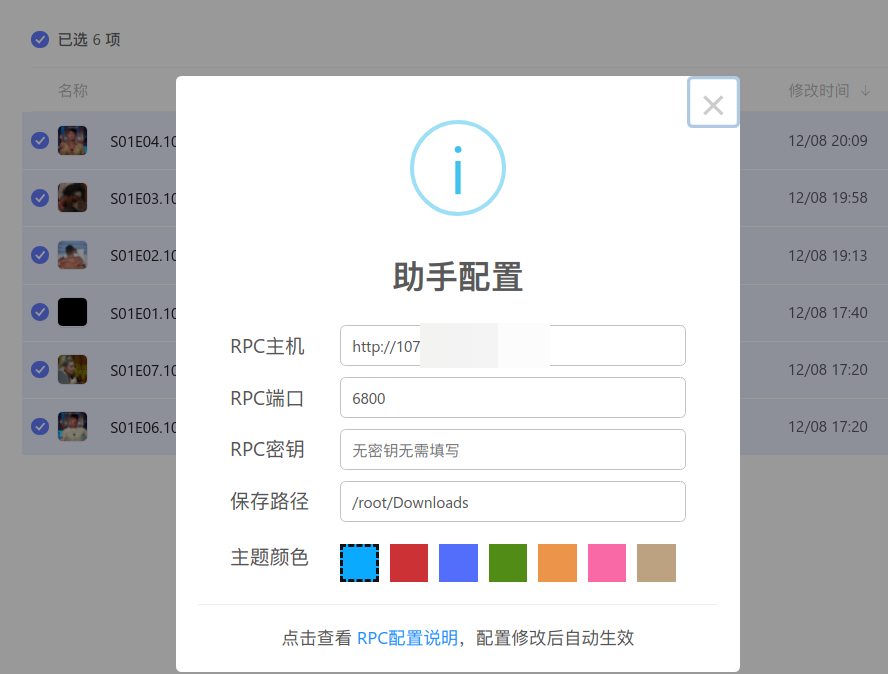 已选 6 项
名称
修改时间 ↓
S01E04.10
12/08 20:09
S01E03.10
12/08 19:58
S01E02.10
12/08 19:13
S01E01.10
12/08 17:40
S01E07.10
12/08 17:20
S01E06.10
12/08 17:20
助手配置
RPC主机
http://107
RPC端口
6800
RPC密钥
无密钥无需填写
保存路径
/root/Downloads
主题颜色
点击查看 RPC配置说明，配置修改后自动生效